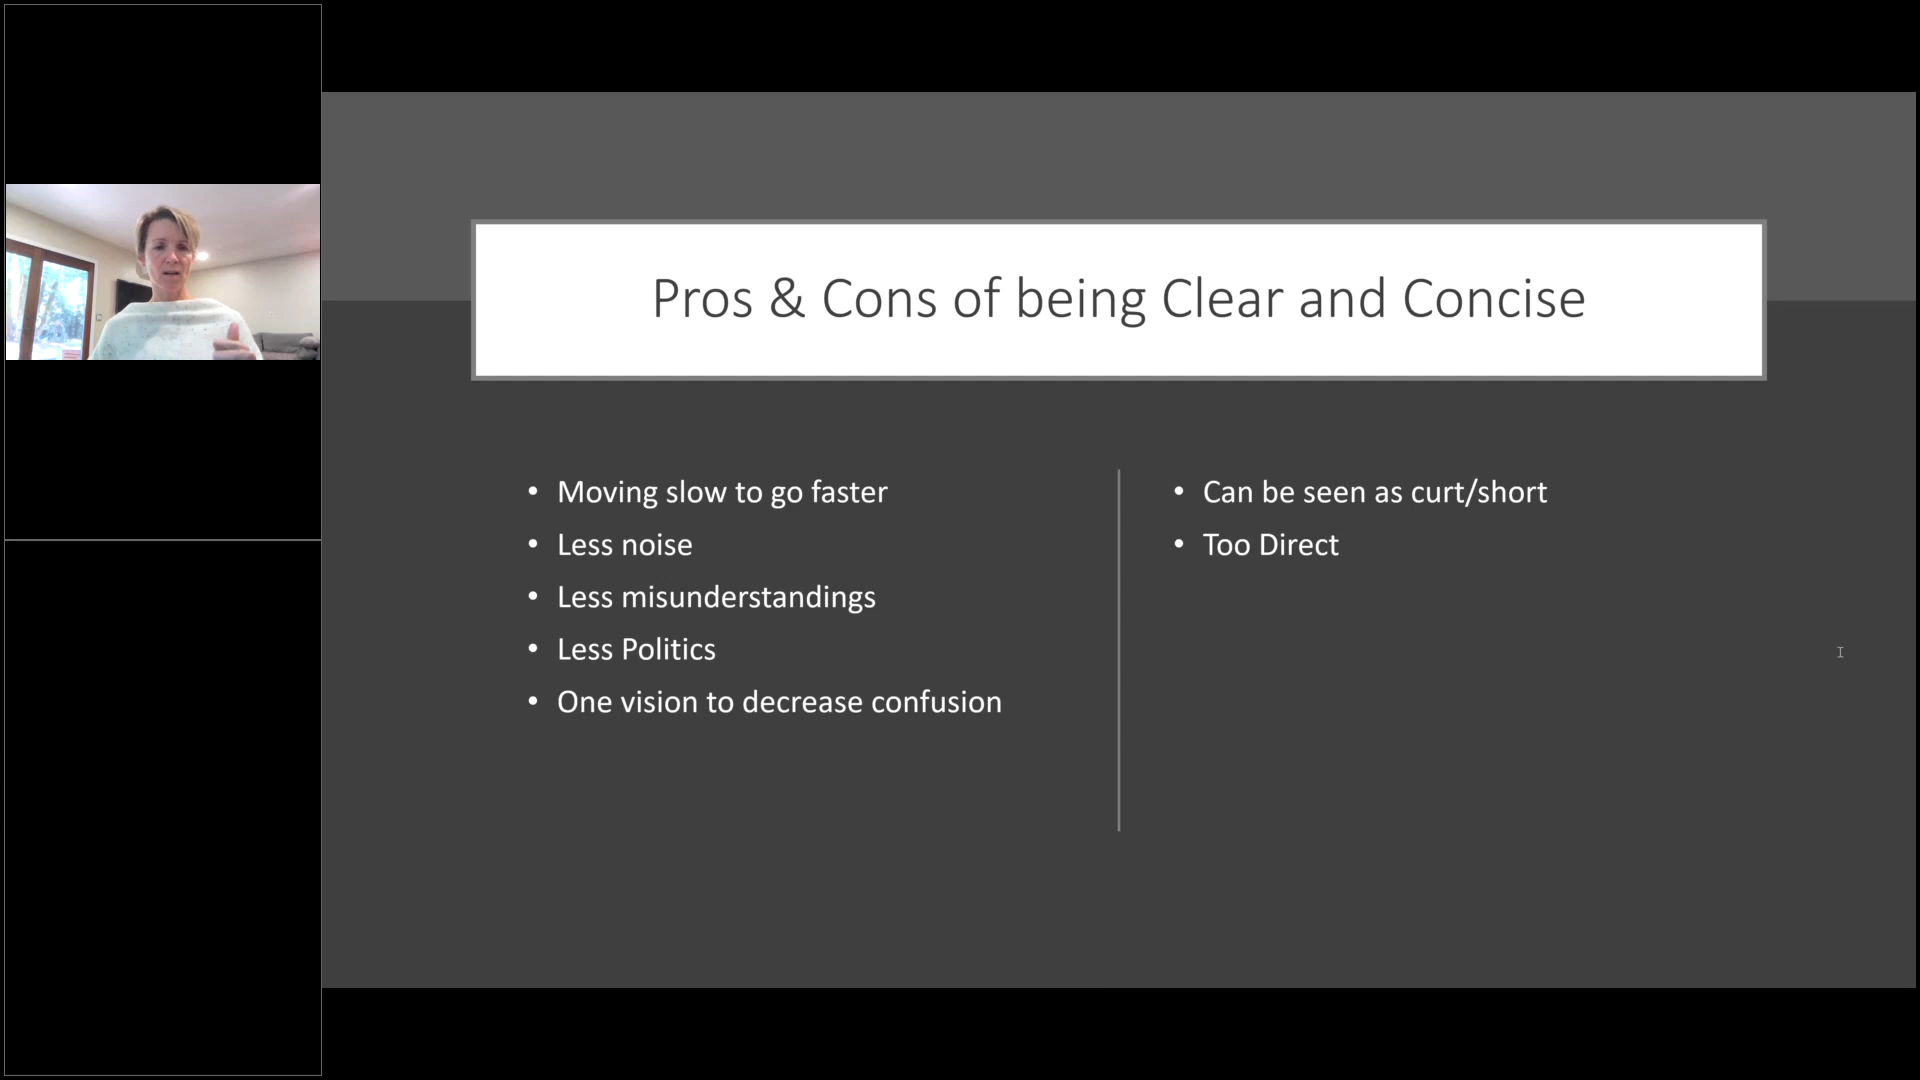 Pros & Cons of being Clear and Concise
• Moving slow to go faster
• Less noise
• Less misunderstandings
• Less Politics
• One vision to decrease confusion
• Can be seen as curt/short
• Too Direct